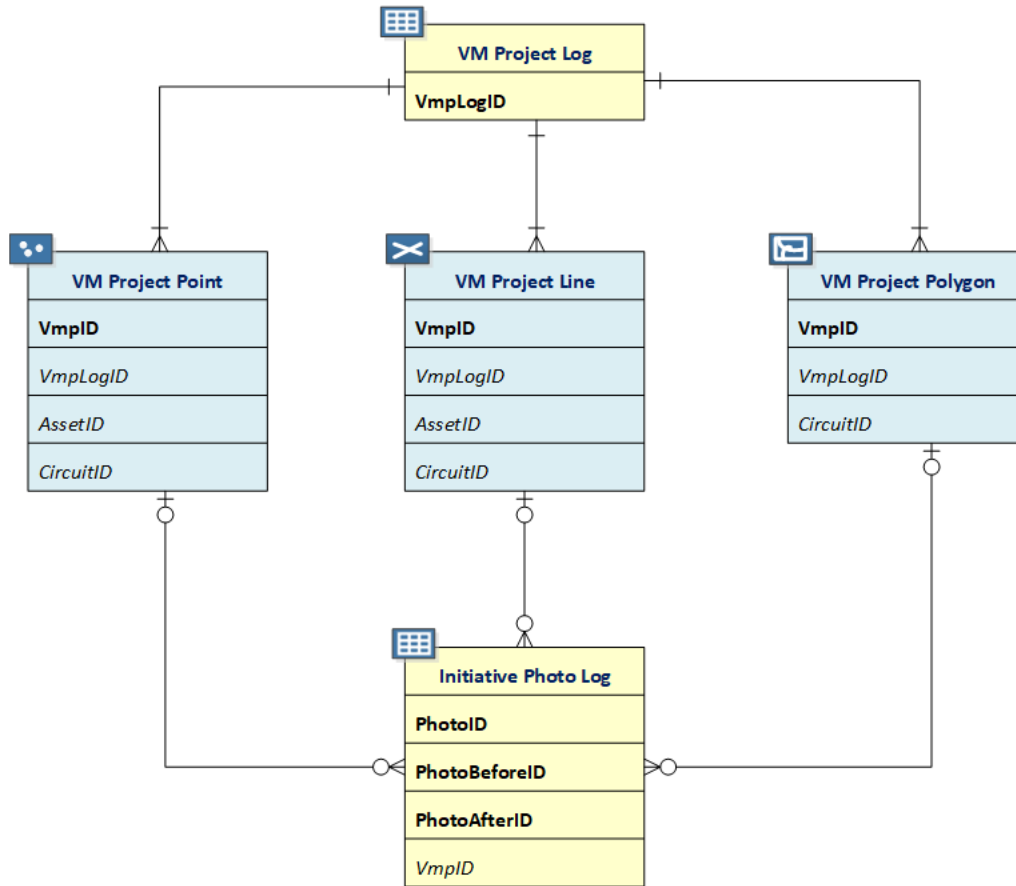 VM Project Log
VmpLogID
VM Project Point
VmpID
VmpLogID
AssetID
CircuitID
VM Project Line
VmpID
VmpLogID
AssetID
CircuitID
VM Project Polygon
VmpID
VmpLogID
CircuitID
Initiative Photo Log
PhotoID
PhotoBeforeID
PhotoAfterID
VmpID